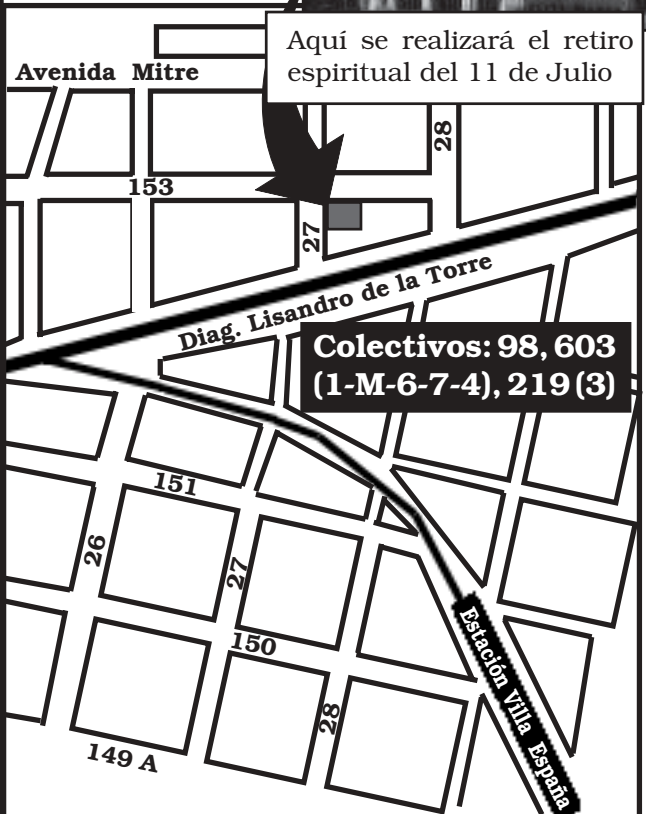 Aquí se realizará el retiro
espiritual del 11 de Julio
Avenida Mitre
28
153
27
Diag. Lisandro de la Torre
Colectivos: 98, 603
(1-M-6-7-4), 219 (3)
151
26
27
150
Estación Villa España
28
149 A